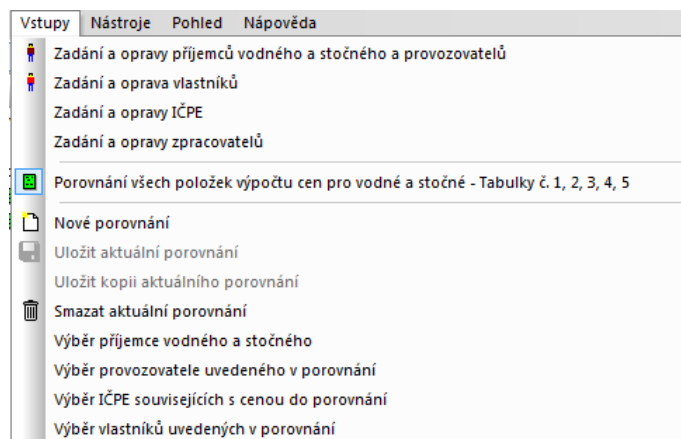 Vstupy Nástroje Pohled Nápověda
Zadání a opravy příjemců vodného a stočného a provozovatelů
Zadání a oprava vlastníků
Zadání a opravy IČPE
Zadání a opravy zpracovatelů
Porovnání všech položek výpočtu cen pro vodné a stočné - Tabulky č. 1, 2, 3, 4, 5
Nové porovnání
Uložit aktuální porovnání
Uložit kopii aktuálního porovnání
Smazat aktuální porovnání
Výběr příjemce vodného a stočného
Výběr provozovatele uvedeného v porovnání
Výběr IČPE souvisejících s cenou do porovnání
Výběr vlastníků uvedených v porovnání